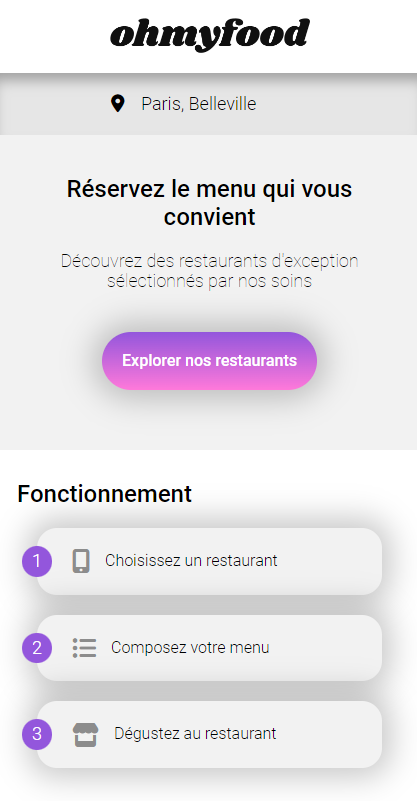 ohmyfood
Paris, Belleville
Réservez le menu qui vous
convient
Découvrez des restaurants d'exception
sélectionnés par nos soins
Explorer nos restaurants
Fonctionnement
1 Choisissez un restaurant
2 Composez votre menu
3 Dégustez au restaurant